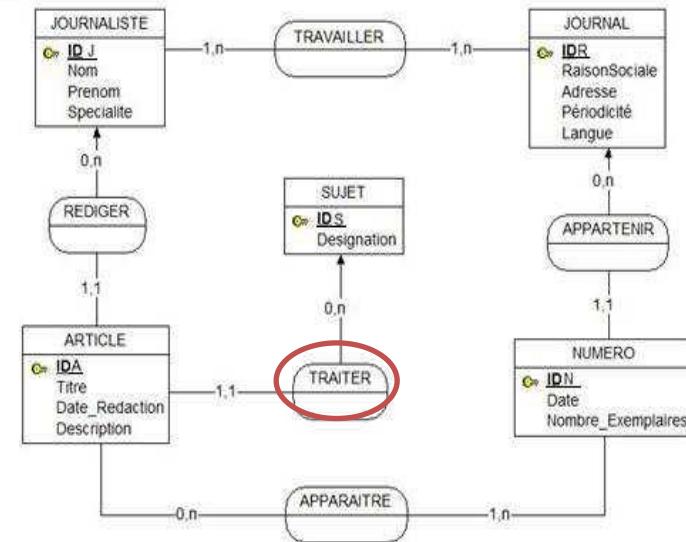 JOURNALISTE
ID J
Nom
Prenom
Specialite
1,n
TRAVAILLER
1,n
JOURNAL
IDR
RaisonSociale
Adresse
Périodicité
Langue
0,n
REDIGER
1,1
SUJET
ID S
Designation
0,n
0,n
APPARTENIR
1,1
ARTICLE
IDA
Titre
Date_Redaction
Description
1,1
TRAITER
NUMERO
IDN
Date
Nombre_Exemplaires
0,n
APPARAITRE
1,n